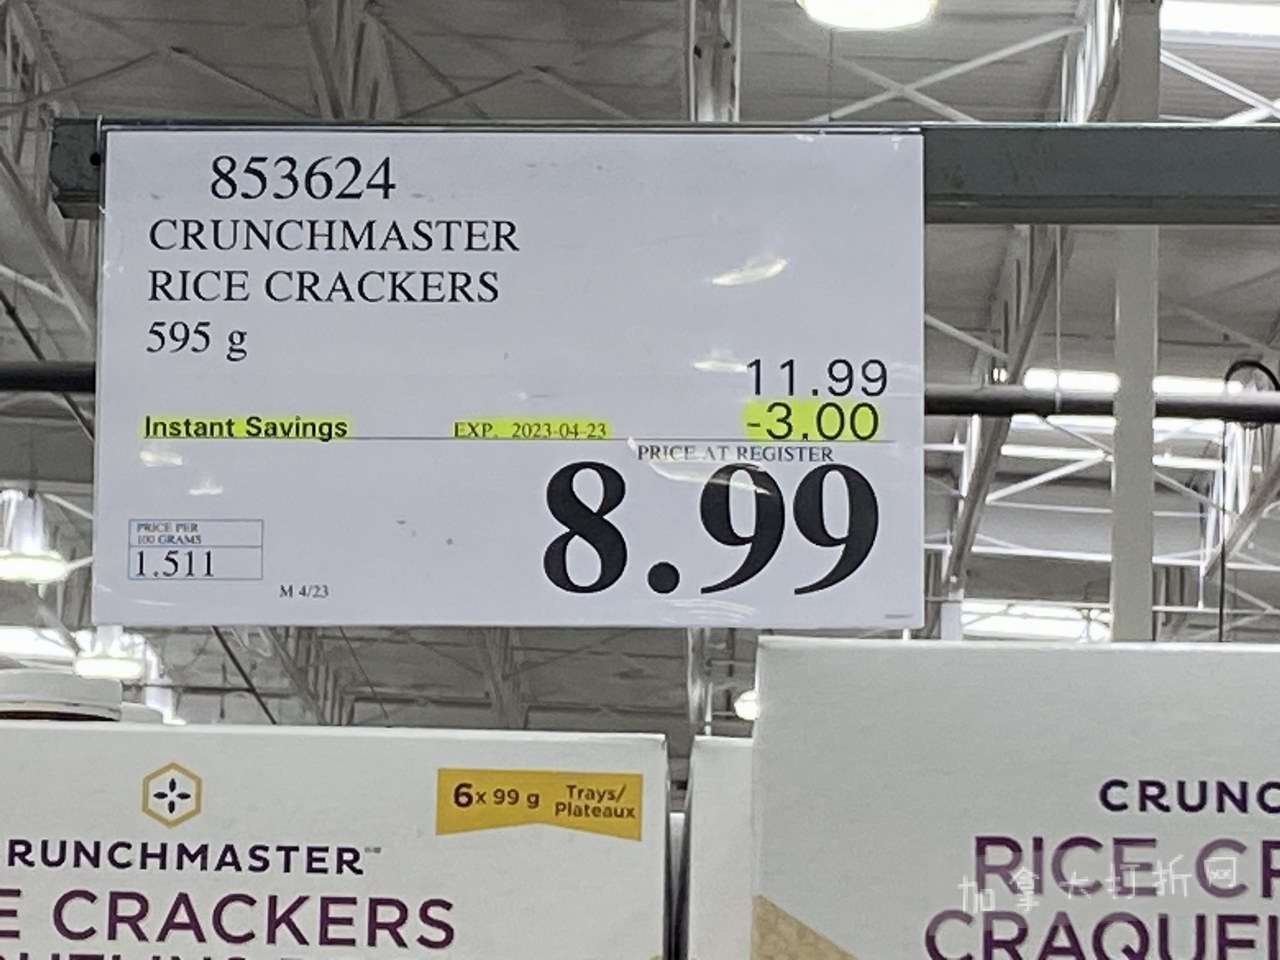 853624
CRUNCHMASTER
RICE CRACKERS
595 g
11.99
Instant Savings EXP. 2023-04-23 -3.00
PRICE AT REGISTER
8.99
PRICE PER
100 GRAMS
1.511
M 4/23
6x 99 g Trays/
Plateaux
RUNCHMASTER
E CRACKERS
CRUNC
RICE CR
CRAQUEL
加拿大打折网